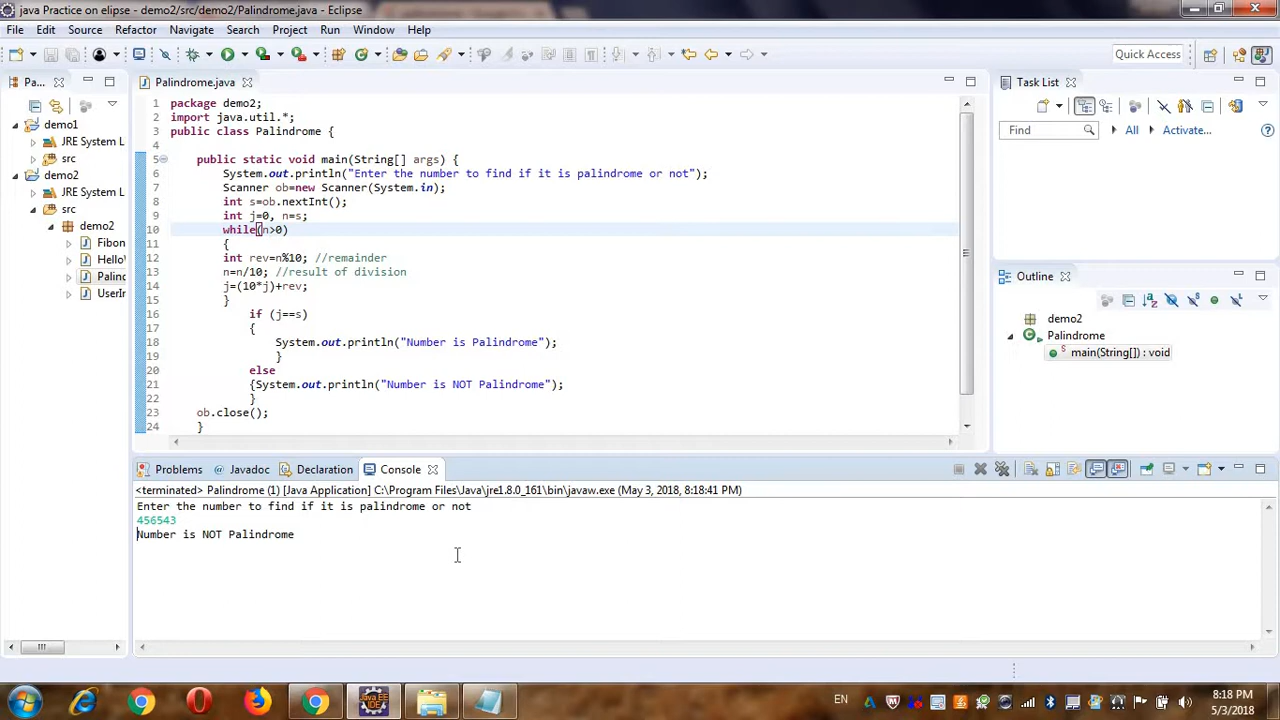 java Practice on elipse - demo2/src/demo2/Palindrome.java - Eclipse
File Edit Source Refactor Navigate Search Project Run Window Help
Quick Access
Pa...
Palindrome.java
Task List
demo1
JRE System L
src
demo2
JRE System L
src
demo2
Fibon
Hello
Palind
UserIn
1 package demo2;
2 import java.util.*;
3 public class Palindrome {
4
5 public static void main(String[] args) {
6 System.out.println("Enter the number to find if it is palindrome or not");
7 Scanner ob=new Scanner(System.in);
8 int s=ob.nextInt();
9 int j=0, n=s;
10 while(n>0)
11 {
12 int rev=n%10; //remainder
13 n=n/10; //result of division
14 j=(10*j)+rev;
15 }
16 if (j==s)
17 {
18 System.out.println("Number is Palindrome");
19 }
20 else
21 {System.out.println("Number is NOT Palindrome");
22 }
23 ob.close();
24 }
Find All Activate...
Outline
demo2
Palindrome
main(String[]) : void
Problems Javadoc Declaration Console
<terminated> Palindrome (1) [Java Application] C:\Program Files\Java\jre1.8.0_161\bin\javaw.exe (May 3, 2018, 8:18:41 PM)
Enter the number to find if it is palindrome or not
456543
Number is NOT Palindrome
Java EE
IDE
EN
8:18 PM
5/3/2018